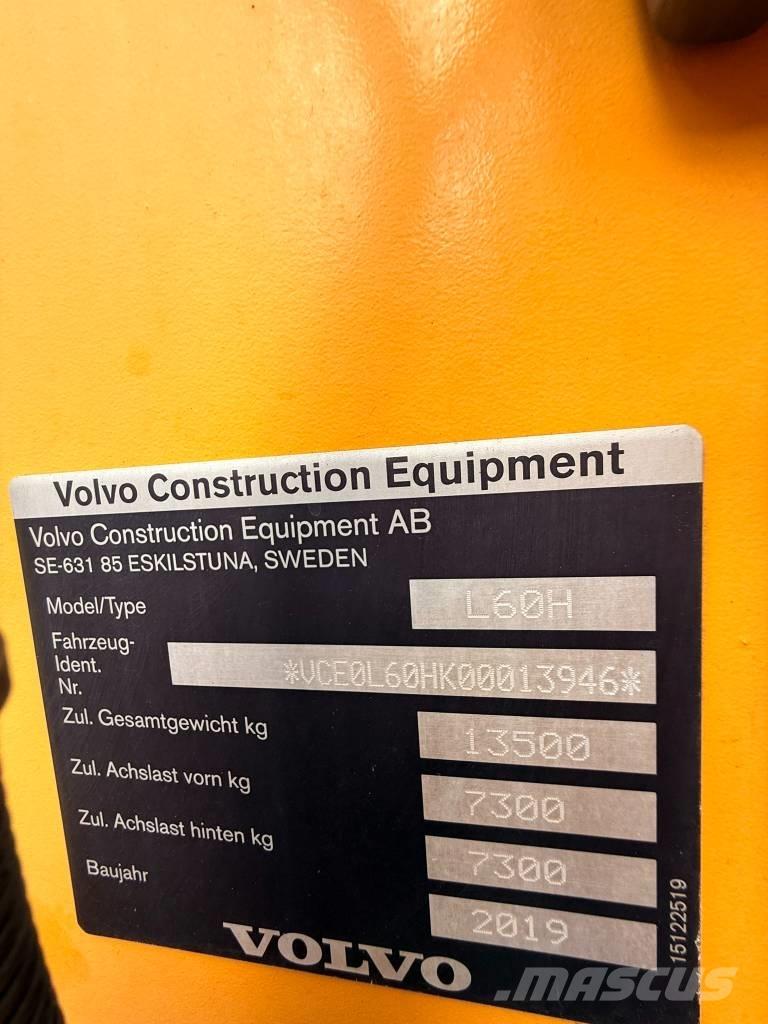 Volvo Construction Equipment
Volvo Construction Equipment AB
SE-631 85 ESKILSTUNA, SWEDEN
Model/Type L60H
Fahrzeug-
Ident.
Nr. *VCE0L60HK00013946*
Zul. Gesamtgewicht kg 13500
Zul. Achslast vorn kg 7300
Zul. Achslast hinten kg 7300
Baujahr 2019
VOLVO
15122519
MASCUS